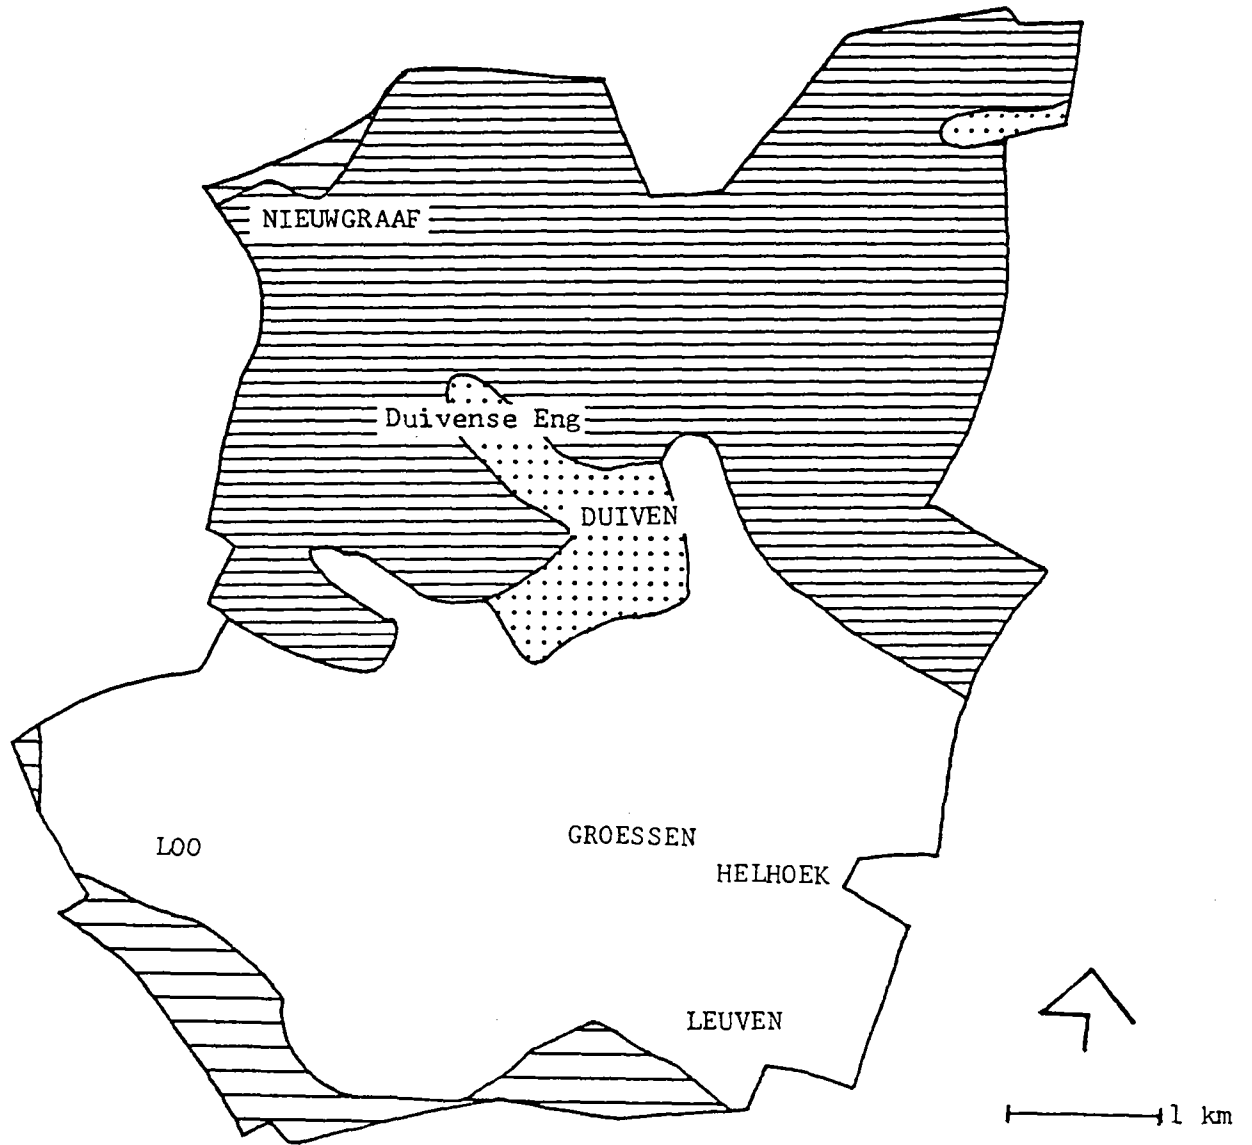 NIEUWGRAAF
Duivense Eng
DUIVEN
LOO
GROESSEN
HELHOEK
LEUVEN
1 km